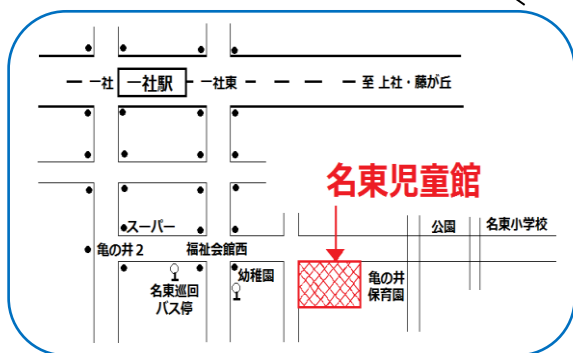 一社
一社駅
一社東
至 上社・藤が丘
名東児童館
スーパー
公園
名東小学校
亀の井2
福祉会館西
名東巡回
バス停
幼稚園
亀の井
保育園